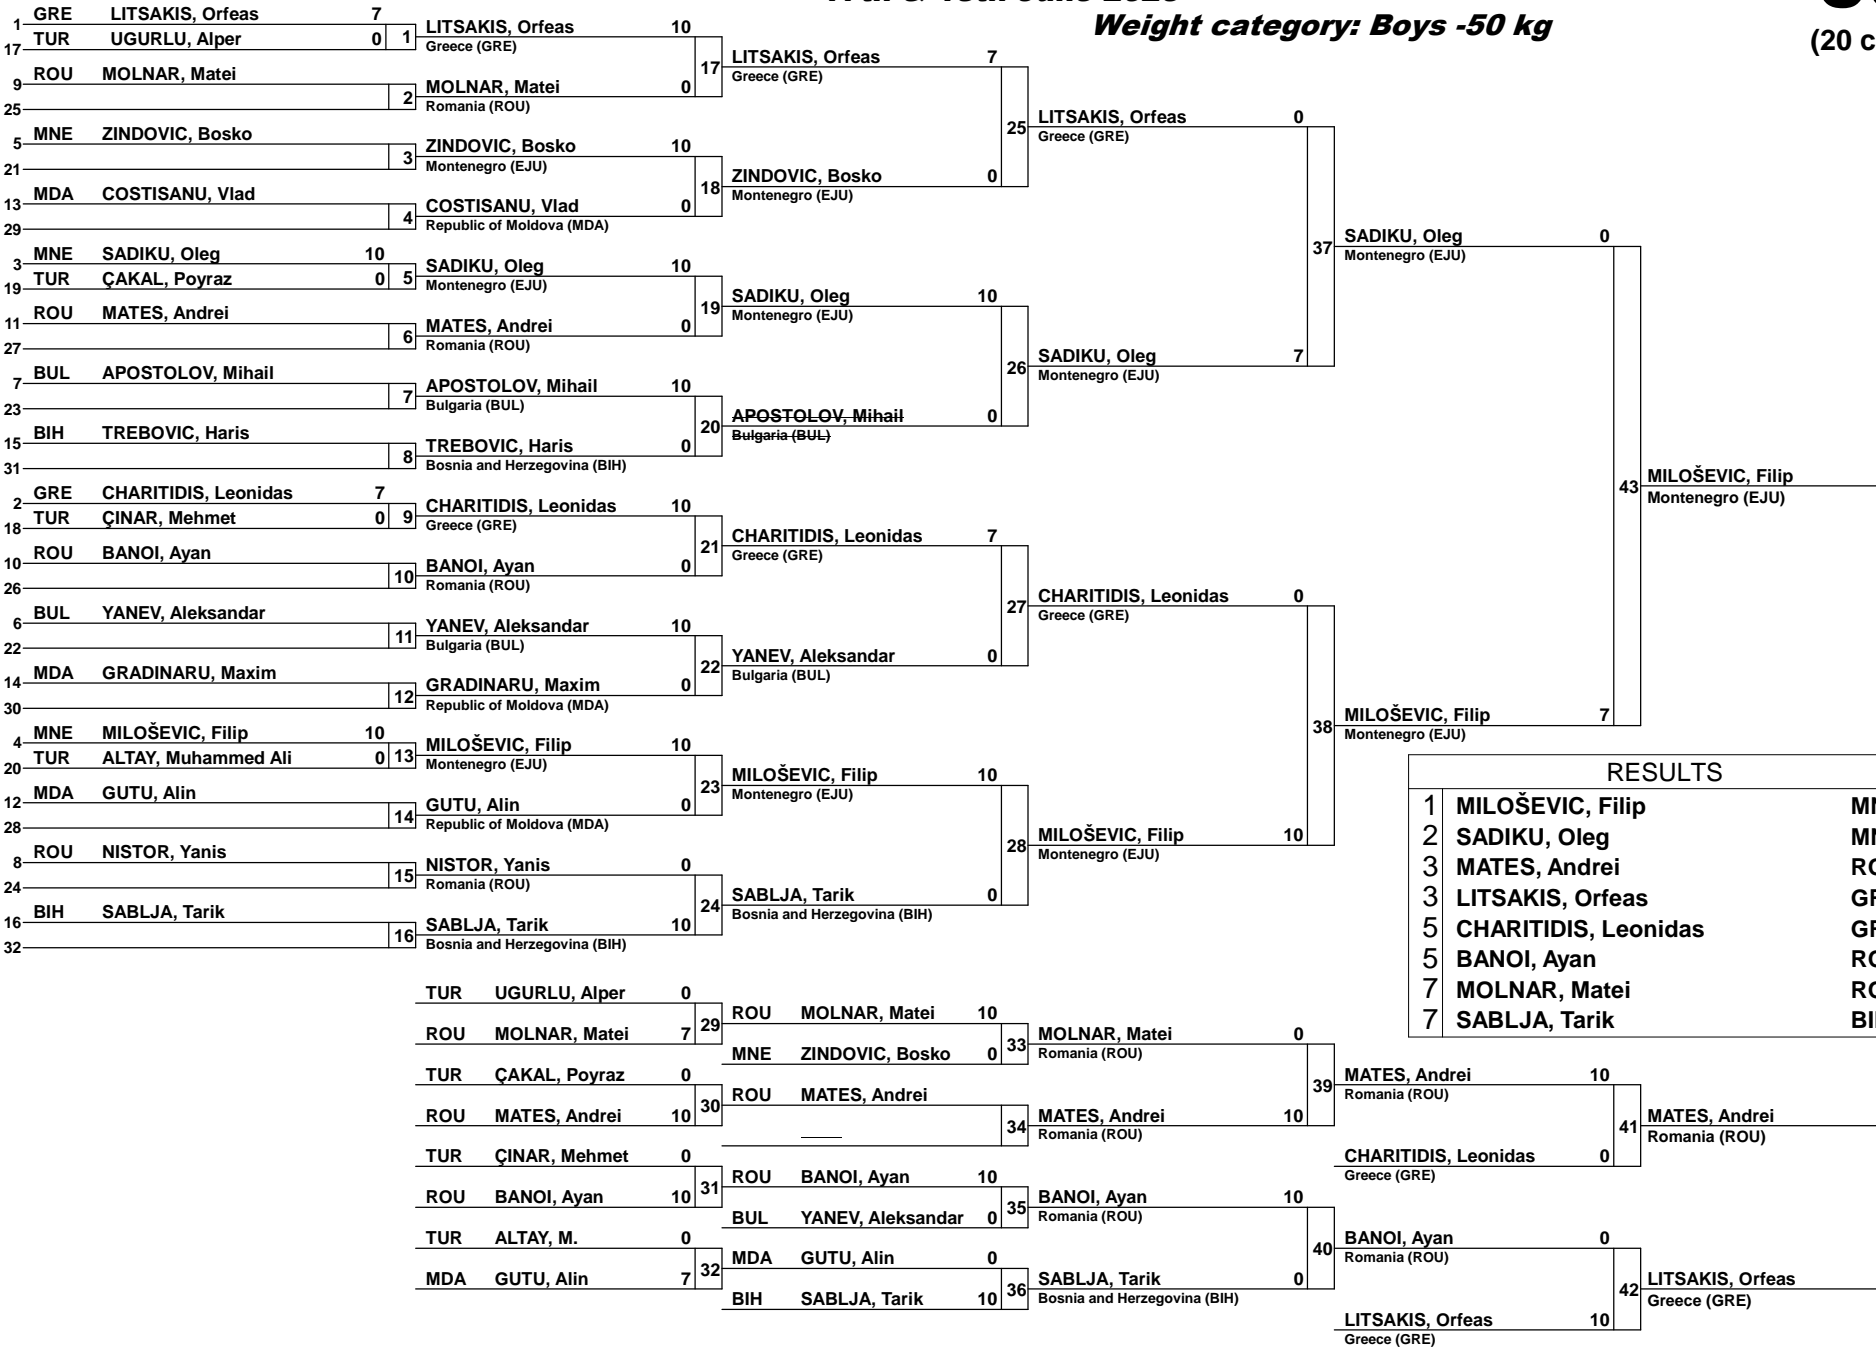 Weight category: Boys -50 kg
(20 c
1 GRE LITSAKIS, Orfeas 7
17 TUR UGURLU, Alper 0 1
9 ROU MOLNAR, Matei
25 2
5 MNE ZINDOVIC, Bosko
21 3
13 MDA COSTISANU, Vlad
29 4
3 MNE SADIKU, Oleg 10
19 TUR ÇAKAL, Poyraz 0 5
11 ROU MATES, Andrei
27 6
7 BUL APOSTOLOV, Mihail
23 7
15 BIH TREBOVIC, Haris
31 8
2 GRE CHARITIDIS, Leonidas 7
18 TUR ÇINAR, Mehmet 0 9
10 ROU BANOI, Ayan
26 10
6 BUL YANEV, Aleksandar
22 11
14 MDA GRADINARU, Maxim
30 12
4 MNE MILOŠEVIC, Filip 10
20 TUR ALTAY, Muhammed Ali 0 13
12 MDA GUTU, Alin
28 14
8 ROU NISTOR, Yanis
24 15
16 BIH SABLJA, Tarik
32 16
LITSAKIS, Orfeas 10
Greece (GRE)
17
MOLNAR, Matei 0
Romania (ROU)
ZINDOVIC, Bosko 10
Montenegro (EJU)
18
COSTISANU, Vlad 0
Republic of Moldova (MDA)
SADIKU, Oleg 10
Montenegro (EJU)
19
MATES, Andrei 0
Romania (ROU)
APOSTOLOV, Mihail 10
Bulgaria (BUL)
20
TREBOVIC, Haris 0
Bosnia and Herzegovina (BIH)
CHARITIDIS, Leonidas 10
Greece (GRE)
21
BANOI, Ayan 0
Romania (ROU)
YANEV, Aleksandar 10
Bulgaria (BUL)
22
GRADINARU, Maxim 0
Republic of Moldova (MDA)
MILOŠEVIC, Filip 10
Montenegro (EJU)
23
GUTU, Alin 0
Republic of Moldova (MDA)
NISTOR, Yanis 0
Romania (ROU)
24
SABLJA, Tarik 10
Bosnia and Herzegovina (BIH)
LITSAKIS, Orfeas 7
Greece (GRE)
25
ZINDOVIC, Bosko 0
Montenegro (EJU)
SADIKU, Oleg 10
Montenegro (EJU)
26
APOSTOLOV, Mihail 0
Bulgaria (BUL)
CHARITIDIS, Leonidas 7
Greece (GRE)
27
YANEV, Aleksandar 0
Bulgaria (BUL)
MILOŠEVIC, Filip 10
Montenegro (EJU)
28
SABLJA, Tarik 0
Bosnia and Herzegovina (BIH)
LITSAKIS, Orfeas 0
Greece (GRE)
37
SADIKU, Oleg 7
Montenegro (EJU)
CHARITIDIS, Leonidas 0
Greece (GRE)
38
MILOŠEVIC, Filip 10
Montenegro (EJU)
SADIKU, Oleg 0
Montenegro (EJU)
43
MILOŠEVIC, Filip 7
Montenegro (EJU)
MILOŠEVIC, Filip
Montenegro (EJU)
RESULTS
1 MILOŠEVIC, Filip
2 SADIKU, Oleg
3 MATES, Andrei
3 LITSAKIS, Orfeas
5 CHARITIDIS, Leonidas
5 BANOI, Ayan
7 MOLNAR, Matei
7 SABLJA, Tarik
TUR UGURLU, Alper 0
29
ROU MOLNAR, Matei 7
TUR ÇAKAL, Poyraz 0
30
ROU MATES, Andrei 10
TUR ÇINAR, Mehmet 0
31
ROU BANOI, Ayan 10
TUR ALTAY, M. 0
32
MDA GUTU, Alin 7
ROU MOLNAR, Matei 10
33
MNE ZINDOVIC, Bosko 0
ROU MATES, Andrei
34
ROU BANOI, Ayan 10
35
BUL YANEV, Aleksandar 0
MDA GUTU, Alin 0
36
BIH SABLJA, Tarik 10
MOLNAR, Matei 0
Romania (ROU)
39
MATES, Andrei 10
Romania (ROU)
BANOI, Ayan 10
Romania (ROU)
40
SABLJA, Tarik 0
Bosnia and Herzegovina (BIH)
MATES, Andrei 10
Romania (ROU)
41
CHARITIDIS, Leonidas 0
Greece (GRE)
BANOI, Ayan 0
Romania (ROU)
42
LITSAKIS, Orfeas 10
Greece (GRE)
MATES, Andrei
Romania (ROU)
LITSAKIS, Orfeas
Greece (GRE)